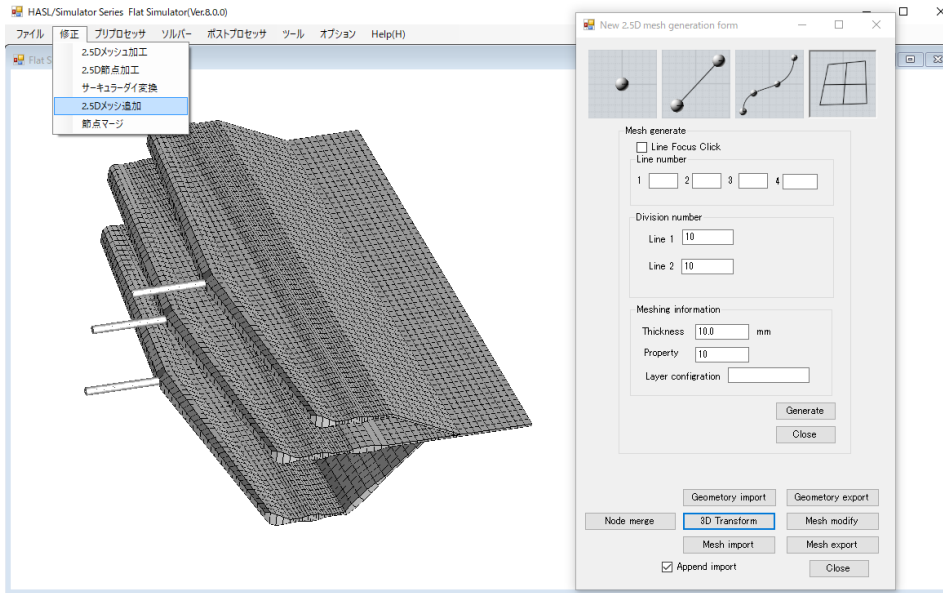 HASL/Simulator Series Flat Simulator(Ver.8.0.0)
ファイル 修正 プリプロセッサ ソルバー ポストプロセッサ ツール オプション Help(H)
Flat S
2.5Dメッシュ加工
2.5D節点加工
サーキュラーダイ変換
2.5Dメッシ追加
節点マージ
New 2.5D mesh generation form
Mesh generate
Line Focus Click
Line number
1 2 3 4
Division number
Line 1 10
Line 2 10
Meshing information
Thickness 10.0 mm
Property 10
Layer configration
Generate
Close
Geometory import Geometory export
Node merge 3D Transform Mesh modify
Mesh import Mesh export
Append import Close